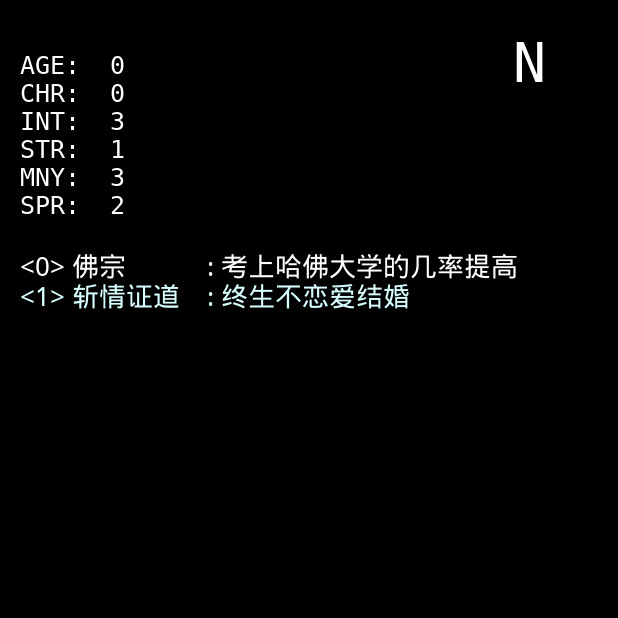 N
AGE: 0
CHR: 0
INT: 3
STR: 1
MNY: 3
SPR: 2
<0> 佛宗 : 考上哈佛大学的几率提高
<1> 斩情证道 : 终生不恋爱结婚